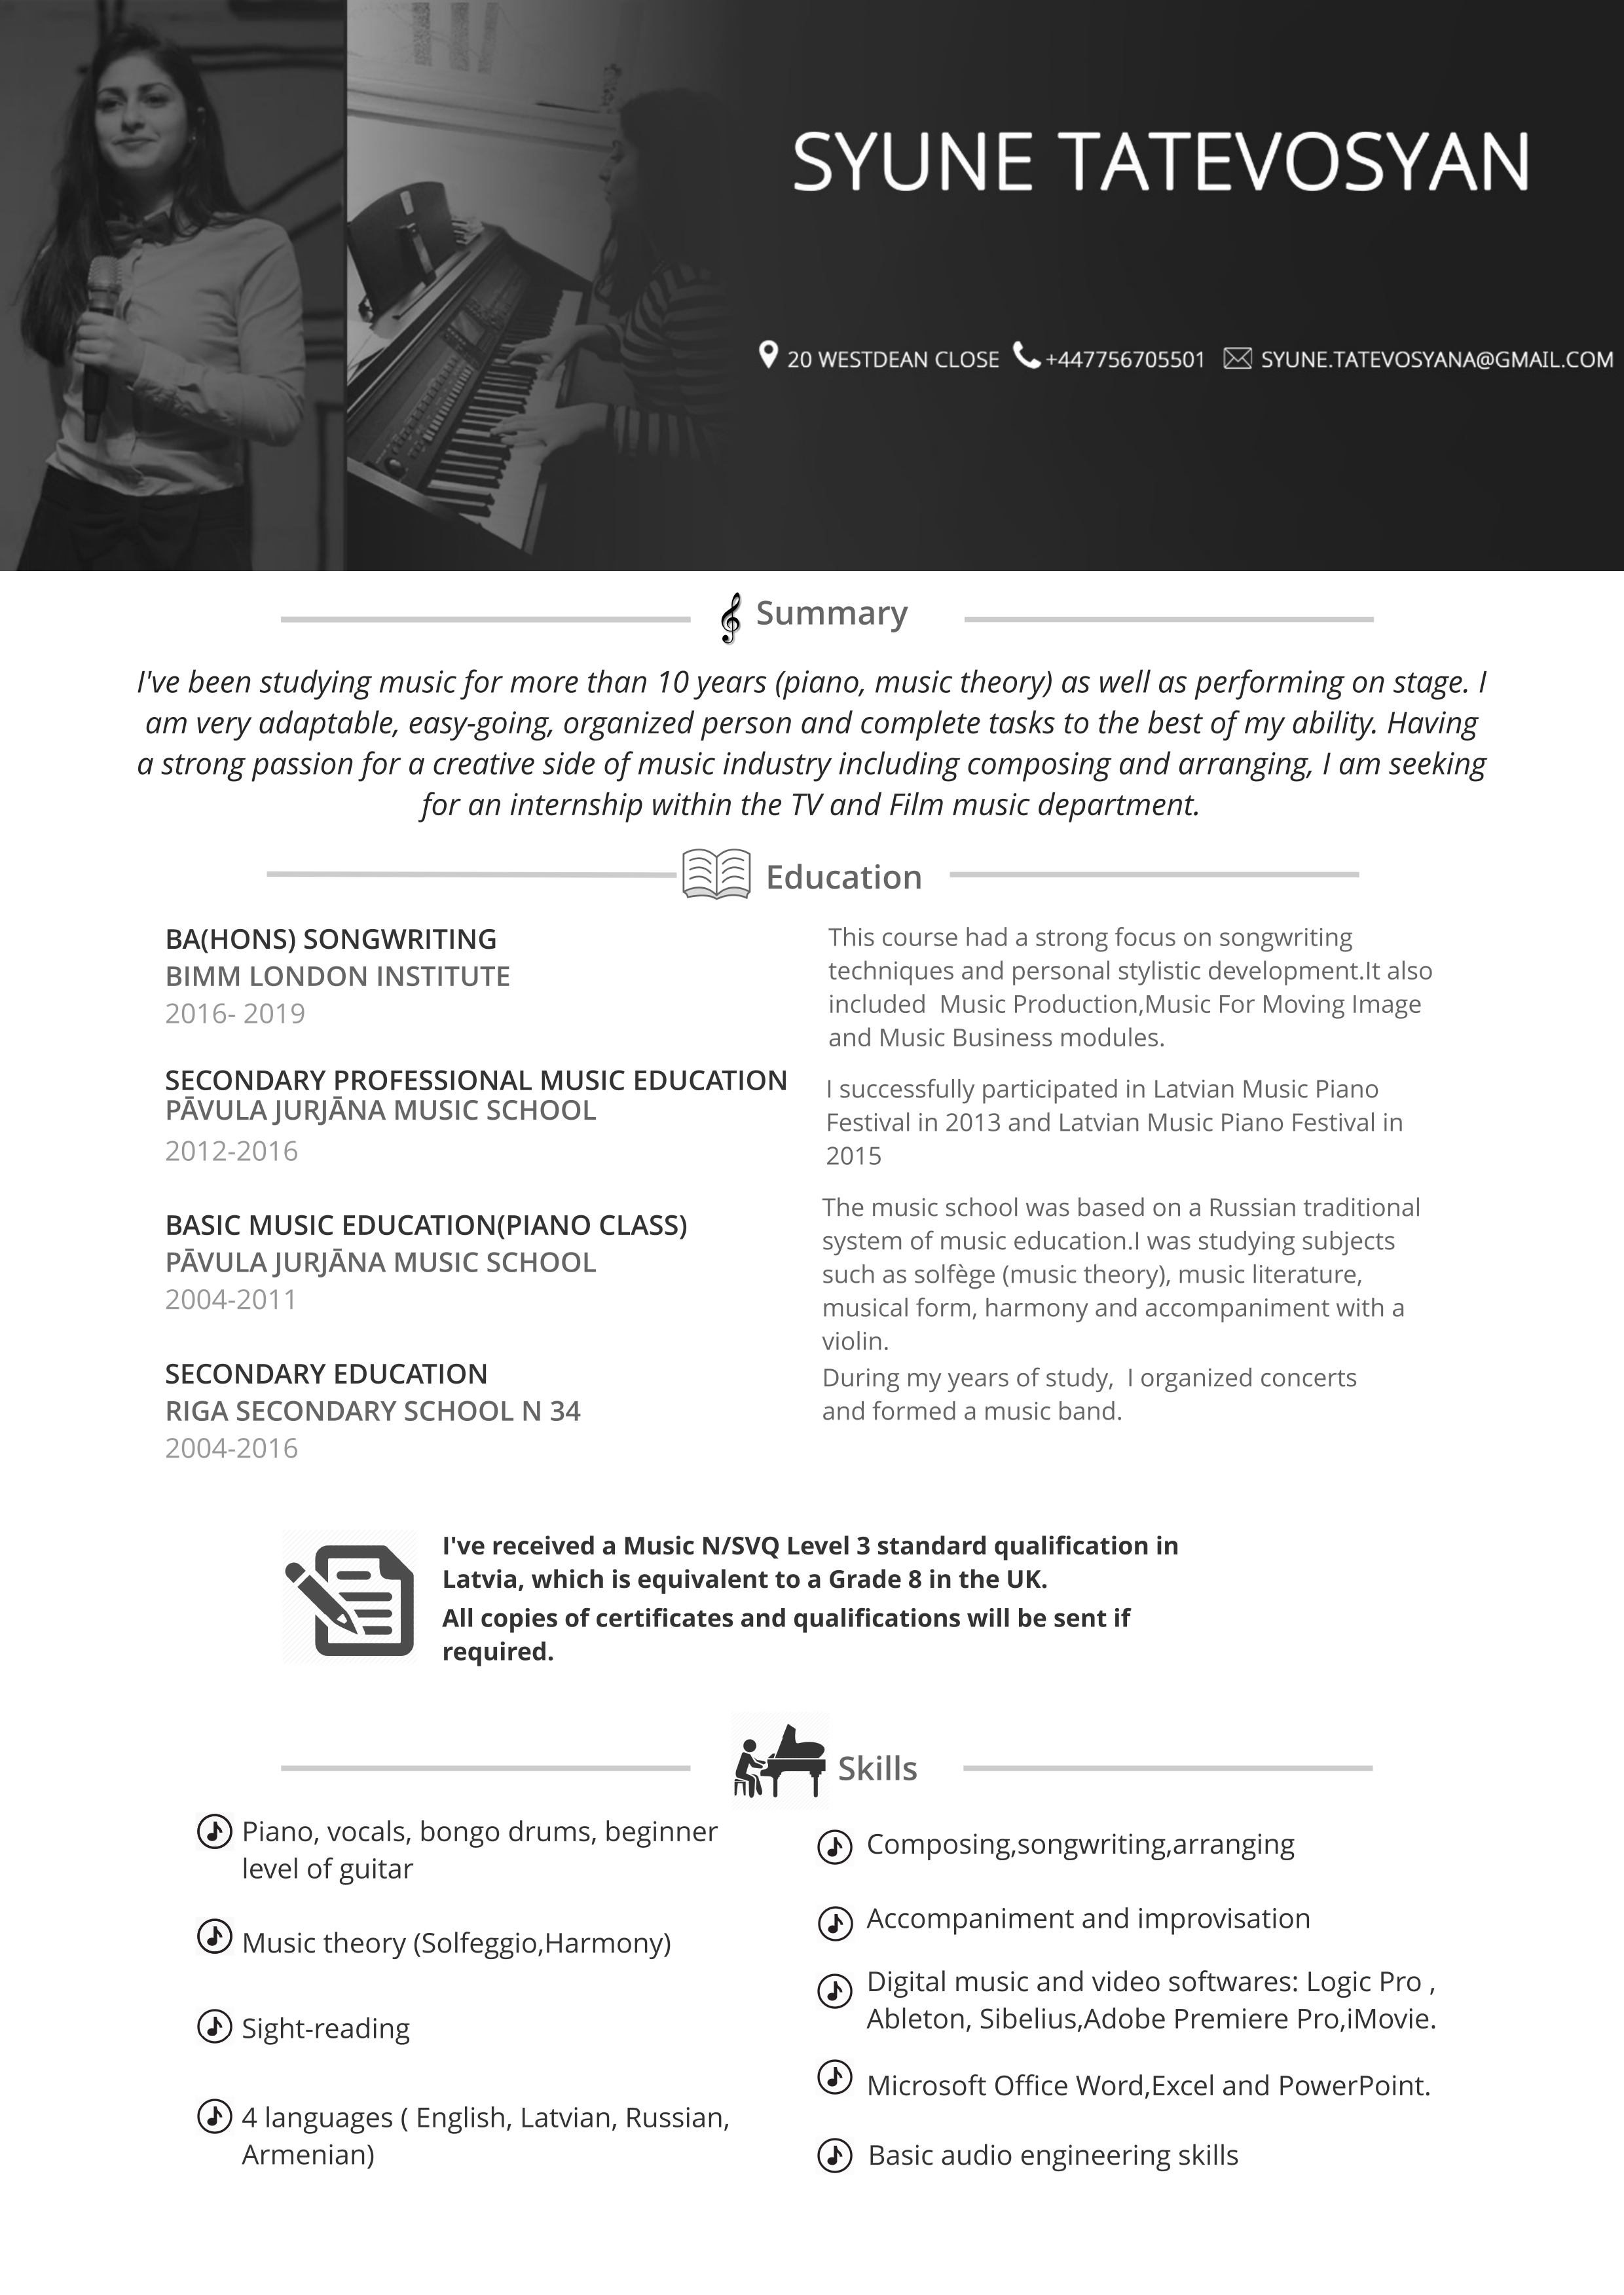 SYUNE TATEVOSYAN
20 WESTDEAN CLOSE +447756705501 SYUNE.TATEVOSYANA@GMAIL.COM
Summary
I've been studying music for more than 10 years (piano, music theory) as well as performing on stage. I
am very adaptable, easy-going, organized person and complete tasks to the best of my ability. Having
a strong passion for a creative side of music industry including composing and arranging, I am seeking
for an internship within the TV and Film music department.
Education
BA(HONS) SONGWRITING
BIMM LONDON INSTITUTE
2016- 2019
This course had a strong focus on songwriting
techniques and personal stylistic development.It also
included  Music Production,Music For Moving Image
and Music Business modules.
SECONDARY PROFESSIONAL MUSIC EDUCATION
PĀVULA JURJĀNA MUSIC SCHOOL
2012-2016
I successfully participated in Latvian Music Piano
Festival in 2013 and Latvian Music Piano Festival in
2015
BASIC MUSIC EDUCATION(PIANO CLASS)
PĀVULA JURJĀNA MUSIC SCHOOL
2004-2011
The music school was based on a Russian traditional
system of music education.I was studying subjects
such as solfège (music theory), music literature,
musical form, harmony and accompaniment with a
violin.
SECONDARY EDUCATION
RIGA SECONDARY SCHOOL N 34
2004-2016
During my years of study,  I organized concerts
and formed a music band.
I've received a Music N/SVQ Level 3 standard qualification in
Latvia, which is equivalent to a Grade 8 in the UK.
All copies of certificates and qualifications will be sent if
required.
Skills
Piano, vocals, bongo drums, beginner
level of guitar
Music theory (Solfeggio,Harmony)
Sight-reading
4 languages ( English, Latvian, Russian,
Armenian)
Composing,songwriting,arranging
Accompaniment and improvisation
Digital music and video softwares: Logic Pro ,
Ableton, Sibelius,Adobe Premiere Pro,iMovie.
Microsoft Office Word,Excel and PowerPoint.
Basic audio engineering skills